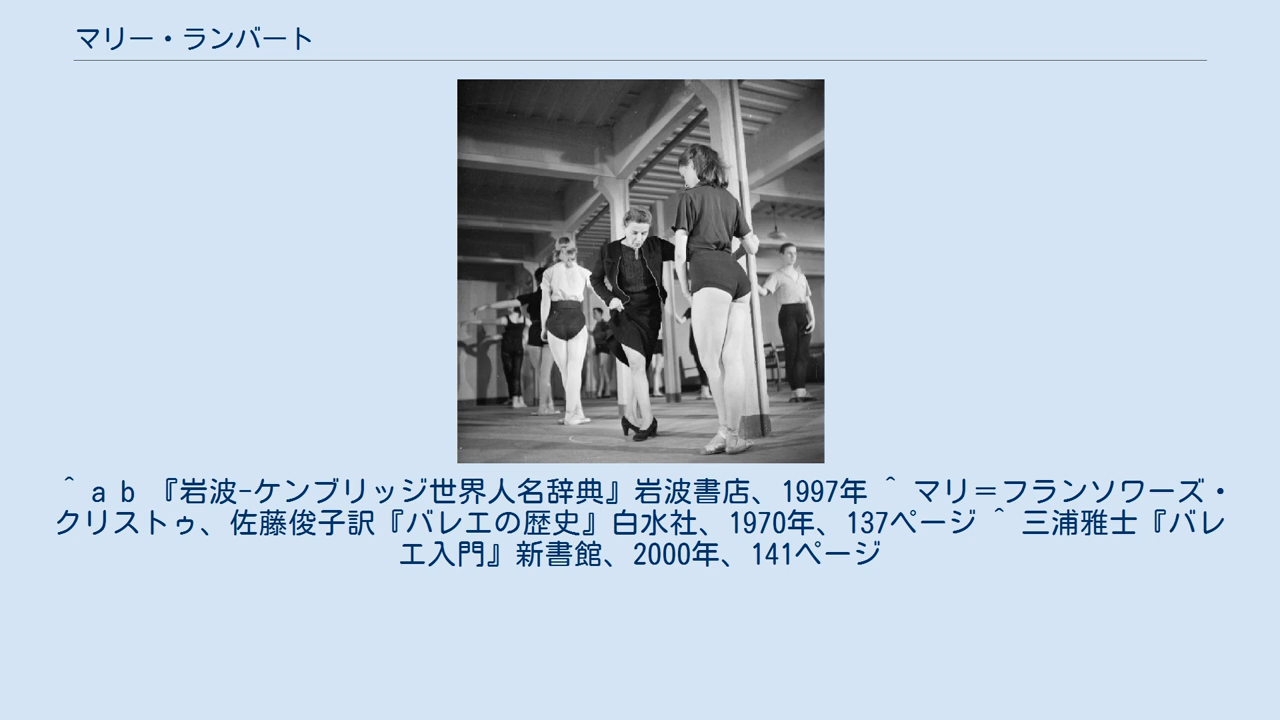 マリー・ランバート
^ a b 『岩波-ケンブリッジ世界人名辞典』岩波書店、1997年 ^ マリ＝フランソワーズ・
クリストゥ、佐藤俊子訳『バレエの歴史』白水社、1970年、137ページ ^ 三浦雅士『バレ
エ入門』新書館、2000年、141ページ